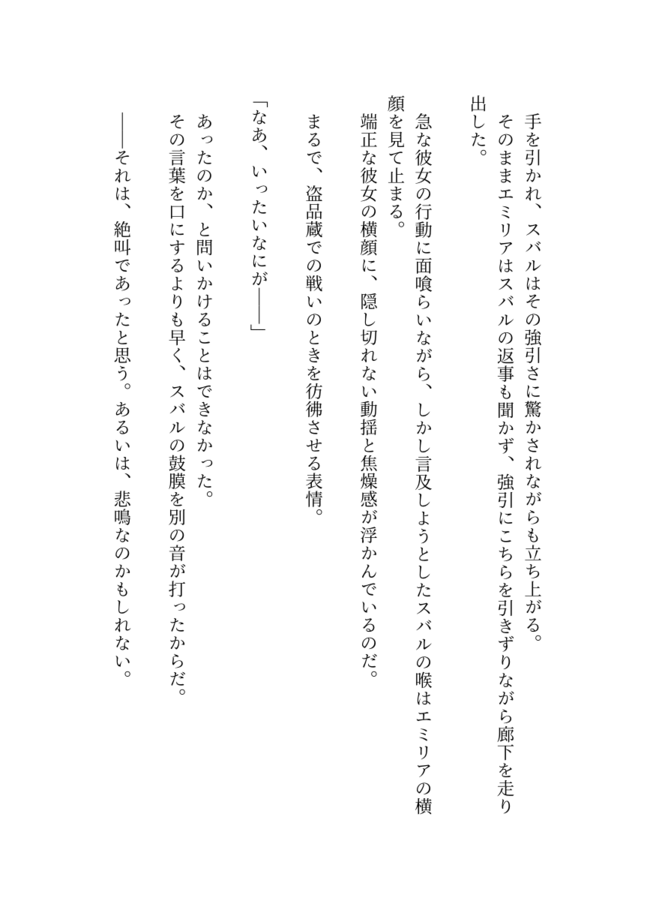 手を引かれ、スバルはその強引さに驚かされながらも立ち上がる。
そのままエミリアはスバルの返事も聞かず、強引にこちらを引きずりながら廊下を走り
出した。
急な彼女の行動に面喰らいながら、しかし言及しようとしたスバルの喉はエミリアの横
顔を見て止まる。
端正な彼女の横顔に、隠し切れない動揺と焦燥感が浮かんでいるのだ。
まるで、盗品蔵での戦いのときを彷彿させる表情。
「なあ、いったいなにが――」
あったのか、と問いかけることはできなかった。
その言葉を口にするよりも早く、スバルの鼓膜を別の音が打ったからだ。
――それは、絶叫であったと思う。あるいは、悲鳴なのかもしれない。